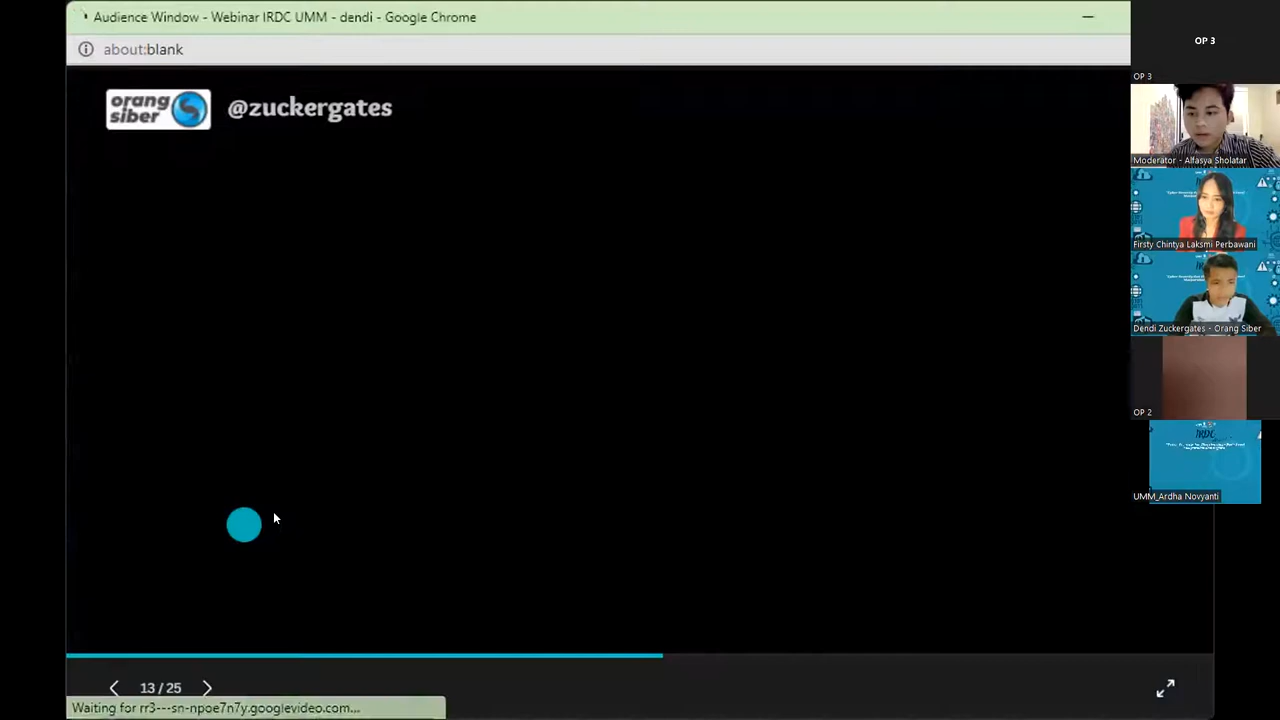 Audience Window - Webinar IRDC UMM - dendi - Google Chrome
about:blank
orang
siber
@zuckergates
13 / 25
Waiting for rr3---sn-npoe7n7y.googlevideo.com...
OP 3
OP 3
Moderator - Alfasya Sholatar
IRDC
Firsty Chintya Laksmi Perbawani
Dendi Zuckergates - Orang Siber
OP 2
IRDC
UMM_Ardha Novyanti